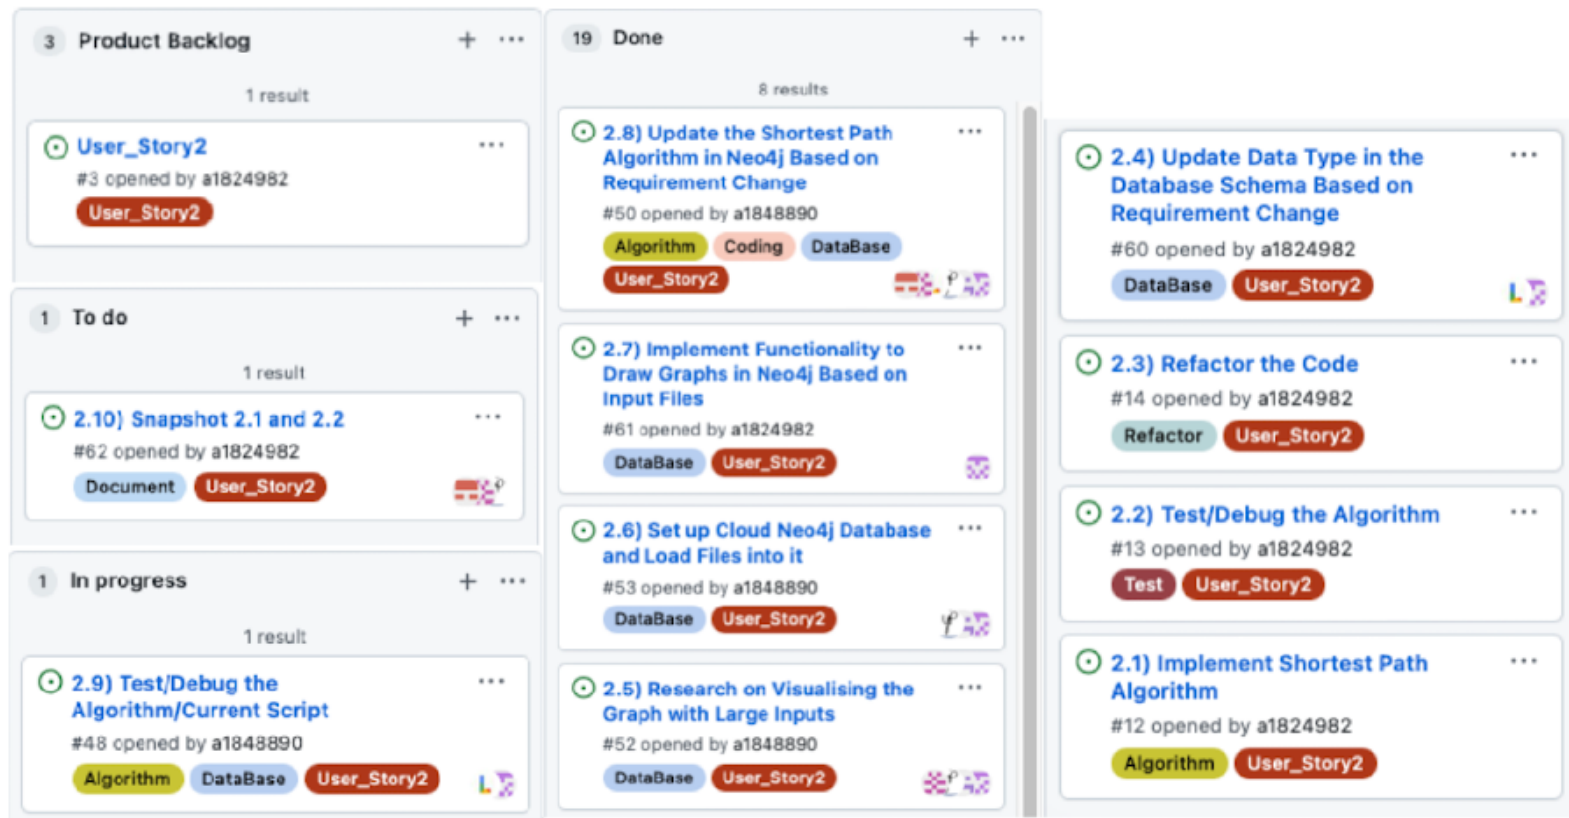 3 Product Backlog
1 result
User_Story2
#3 opened by a1824982
User_Story2
1 To do
1 result
2.10) Snapshot 2.1 and 2.2
#62 opened by a1824982
Document User_Story2
1 In progress
1 result
2.9) Test/Debug the
Algorithm/Current Script
#48 opened by a1848890
Algorithm DataBase User_Story2
19 Done
8 results
2.8) Update the Shortest Path
Algorithm in Neo4j Based on
Requirement Change
#50 opened by a1848890
Algorithm Coding DataBase
User_Story2
2.7) Implement Functionality to
Draw Graphs in Neo4j Based on
Input Files
#61 opened by a1824982
DataBase User_Story2
2.6) Set up Cloud Neo4j Database
and Load Files into it
#53 opened by a1848890
DataBase User_Story2
2.5) Research on Visualising the
Graph with Large Inputs
#52 opened by a1848890
DataBase User_Story2
2.4) Update Data Type in the
Database Schema Based on
Requirement Change
#60 opened by a1824982
DataBase User_Story2
2.3) Refactor the Code
#14 opened by a1824982
Refactor User_Story2
2.2) Test/Debug the Algorithm
#13 opened by a1824982
Test User_Story2
2.1) Implement Shortest Path
Algorithm
#12 opened by a1824982
Algorithm User_Story2